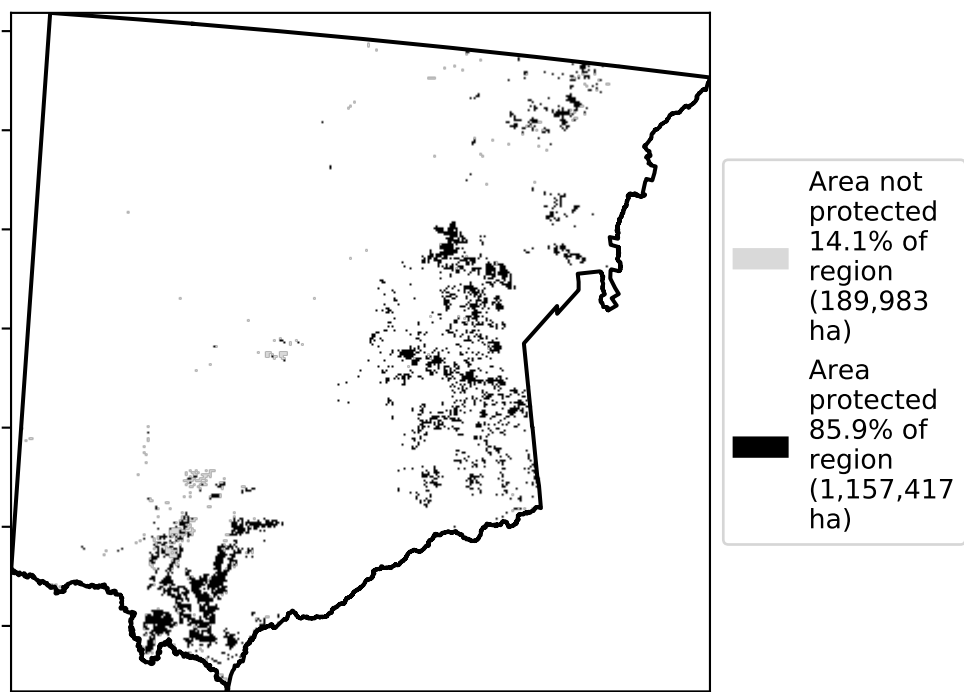 Area not
protected
14.1% of
region
(189,983
ha)
Area
protected
85.9% of
region
(1,157,417
ha)